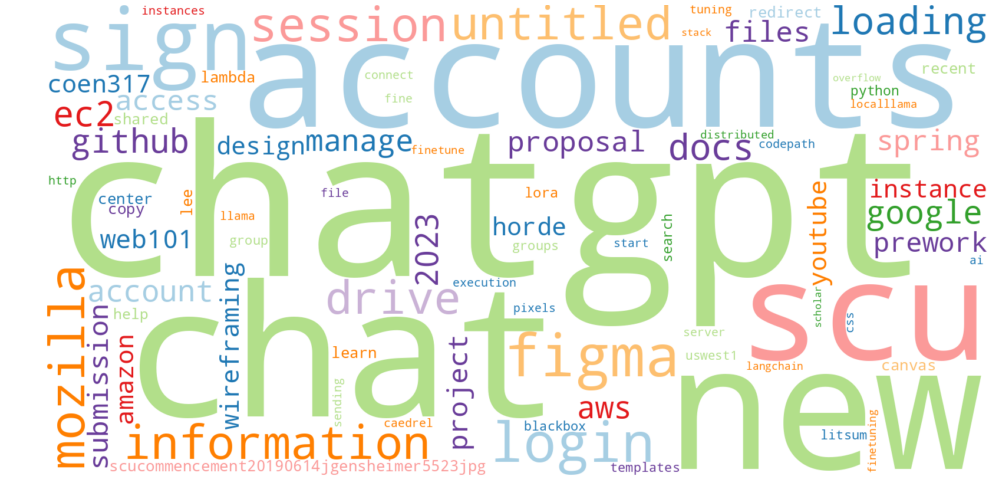 instances
tuning
redirect
loading
sign
session
untitled
files
stack
accounts
coen317
lambda
connect
overflow
recent
access
fine
python
localllama
ec2
shared
github
design
manage
finetune
proposal
docs
distributed
codepath
spring
chatgpt
http
center
copy
lee
llama
file
lora
instance
google
web101
group
2023
horde
groups
start
search
youtube
prework
ai
mozilla
account
wireframing
drive
execution
pixels
scholar
css
scu
help
submission
amazon
chat
sending
learn
project
figma
server
uswest1
langchain
canvas
new
aws
caedrel
blackbox
litsum
finetuning
information
login
scucommencement20190614jgensheimer5523jpg
templates